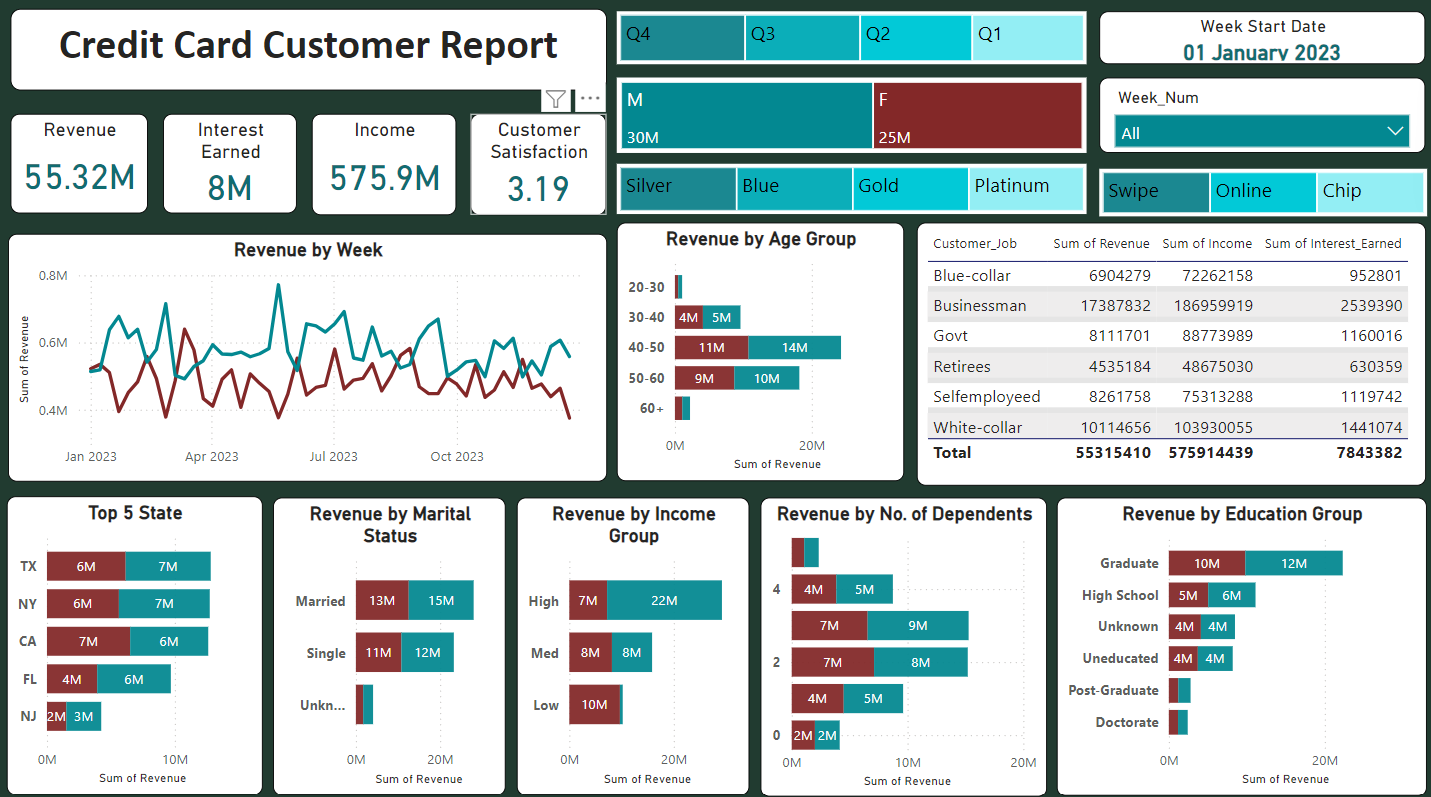 Credit Card Customer Report
Q4 Q3 Q2 Q1
Week Start Date
01 January 2023
M F
30M 25M
Week_Num
All
Revenue
55.32M
Interest
Earned
8M
Income
575.9M
Customer
Satisfaction
3.19
Silver Blue Gold Platinum
Swipe Online Chip
Revenue by Week
Sum of Revenue
0.8M
0.6M
0.4M
Jan 2023 Apr 2023 Jul 2023 Oct 2023
Revenue by Age Group
20-30
30-40 4M 5M
40-50 11M 14M
50-60 9M 10M
60+
0M 20M
Sum of Revenue
Customer_Job Sum of Revenue Sum of Income Sum of Interest_Earned
Blue-collar 6904279 72262158 952801
Businessman 17387832 186959919 2539390
Govt 8111701 88773989 1160016
Retirees 4535184 48675030 630359
Selfemployeed 8261758 75313288 1119742
White-collar 10114656 103930055 1441074
Total 55315410 575914439 7843382
Top 5 State
TX 6M 7M
NY 6M 7M
CA 7M 6M
FL 4M 6M
NJ 2M 3M
0M 10M
Sum of Revenue
Revenue by Marital
Status
Married 13M 15M
Single 11M 12M
Unkn...
0M 20M
Sum of Revenue
Revenue by Income
Group
High 7M 22M
Med 8M 8M
Low 10M
0M 20M
Sum of Revenue
Revenue by No. of Dependents
4 4M 5M
7M 9M
2 7M 8M
4M 5M
0 2M 2M
0M 10M 20M
Sum of Revenue
Revenue by Education Group
Graduate 10M 12M
High School 5M 6M
Unknown 4M 4M
Uneducated 4M 4M
Post-Graduate
Doctorate
0M 20M
Sum of Revenue